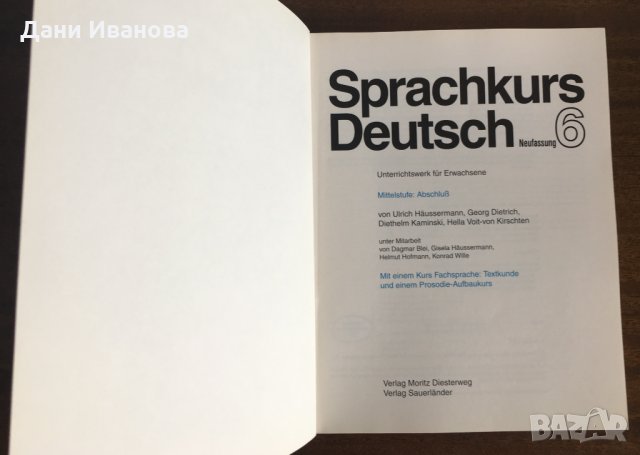 Дани Иванова
Sprachkurs
Deutsch Neufassung 6
Unterrichtswerk für Erwachsene
Mittelstufe: Abschluß
von Ulrich Häussermann, Georg Dietrich,
Diethelm Kaminski, Hella Voit-von Kirschten
unter Mitarbeit
von Dagmar Blei, Gisela Häussermann,
Helmut Hofmann, Konrad Wille
Mit einem Kurs Fachsprache: Textkunde
und einem Prosodie-Aufbaukurs
Verlag Moritz Diesterweg
Verlag Sauerländer
BAZAR